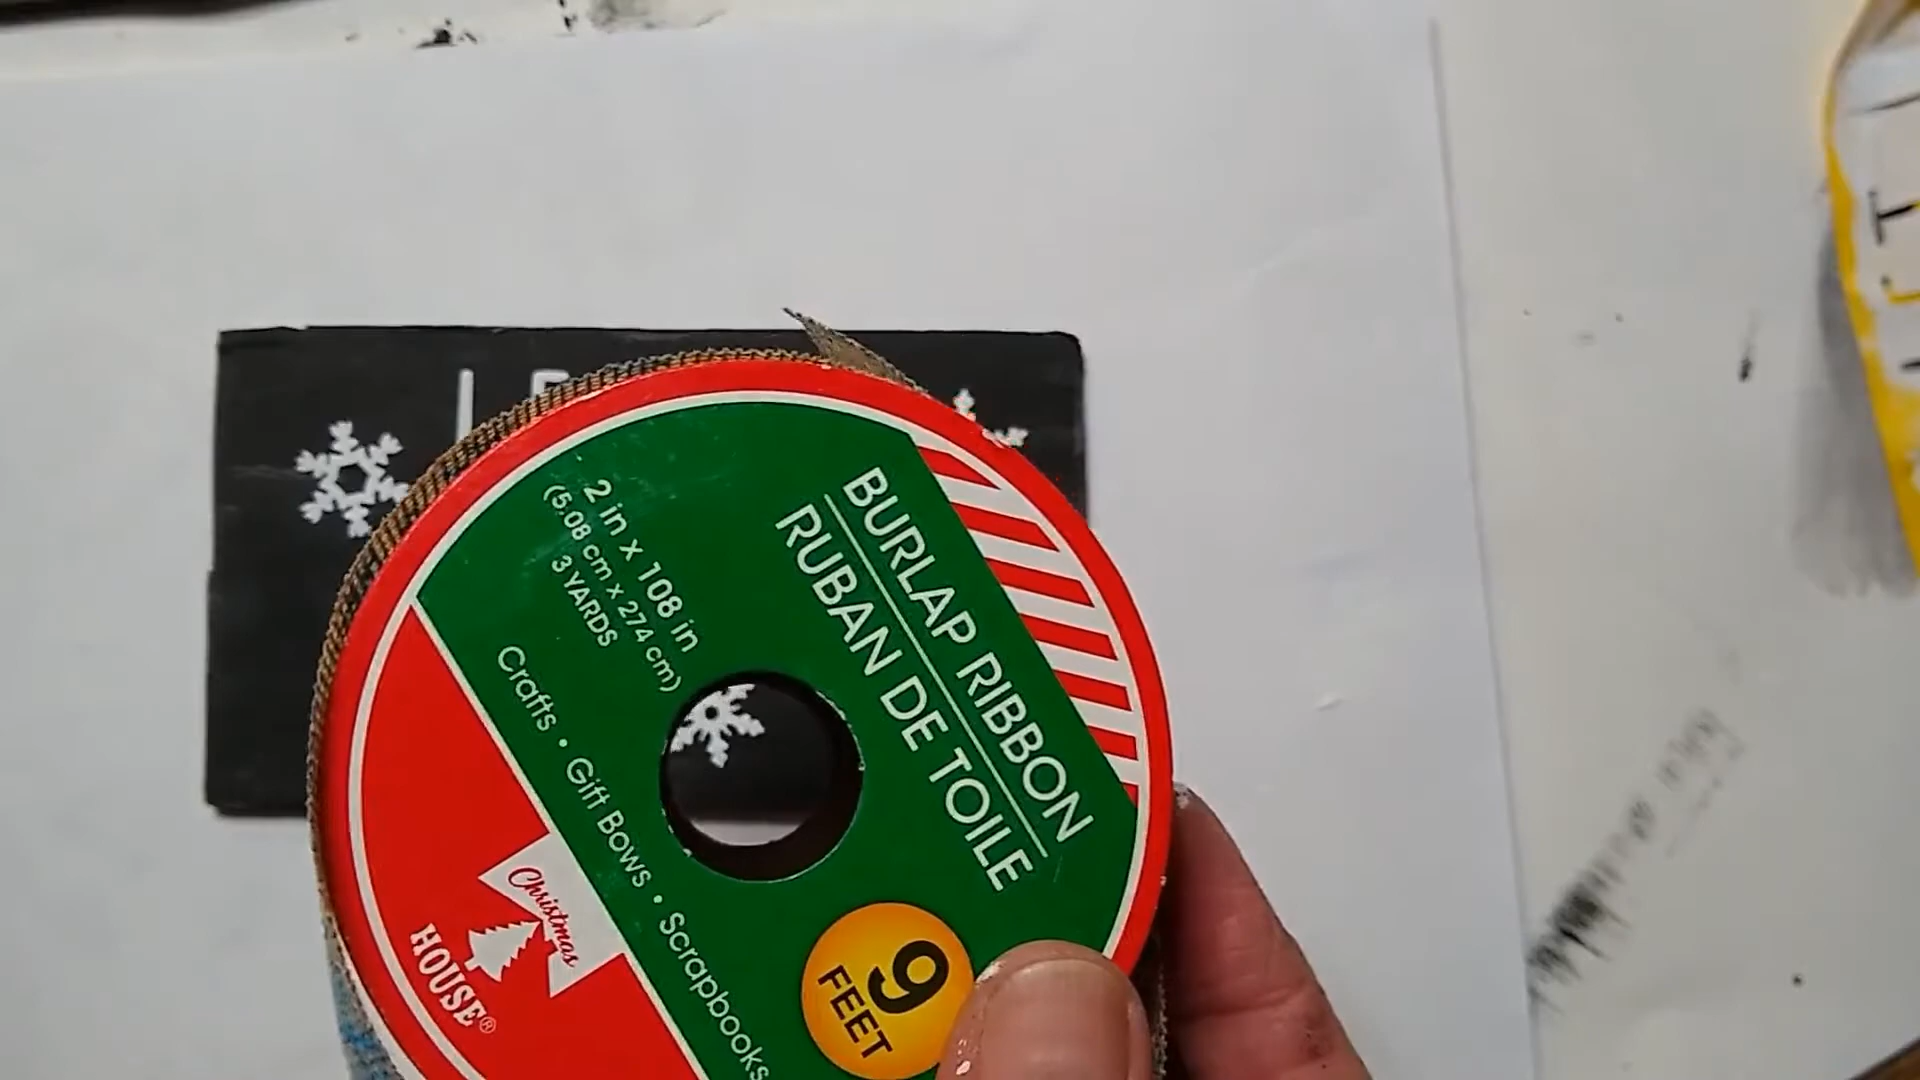 BURLAP RIBBON
RUBAN DE TOILE
2 in x 108 in
(5.08 cm x 274 cm)
3 YARDS
Crafts • Gift Bows • Scrapbooks
Christmas
HOUSE®
9
FEET